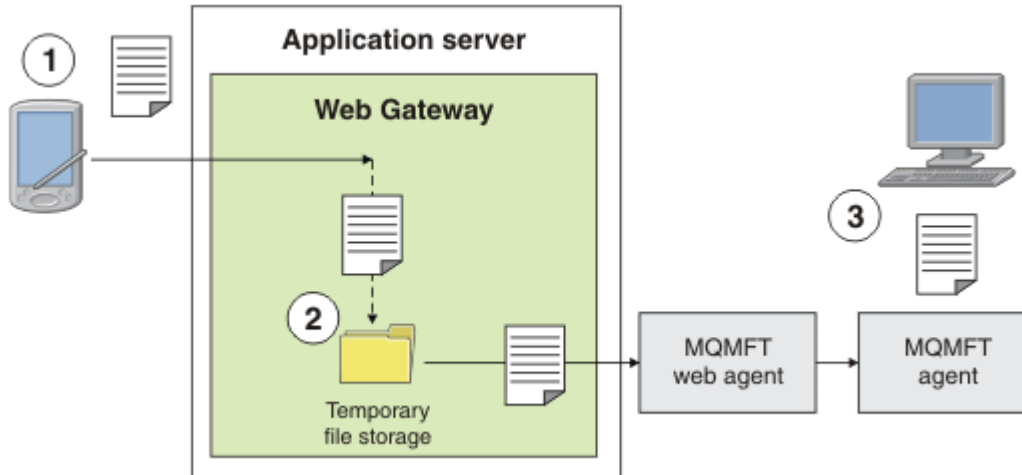 1
Application server
Web Gateway
2
Temporary
file storage
MQMFT
web agent
3
MQMFT
agent